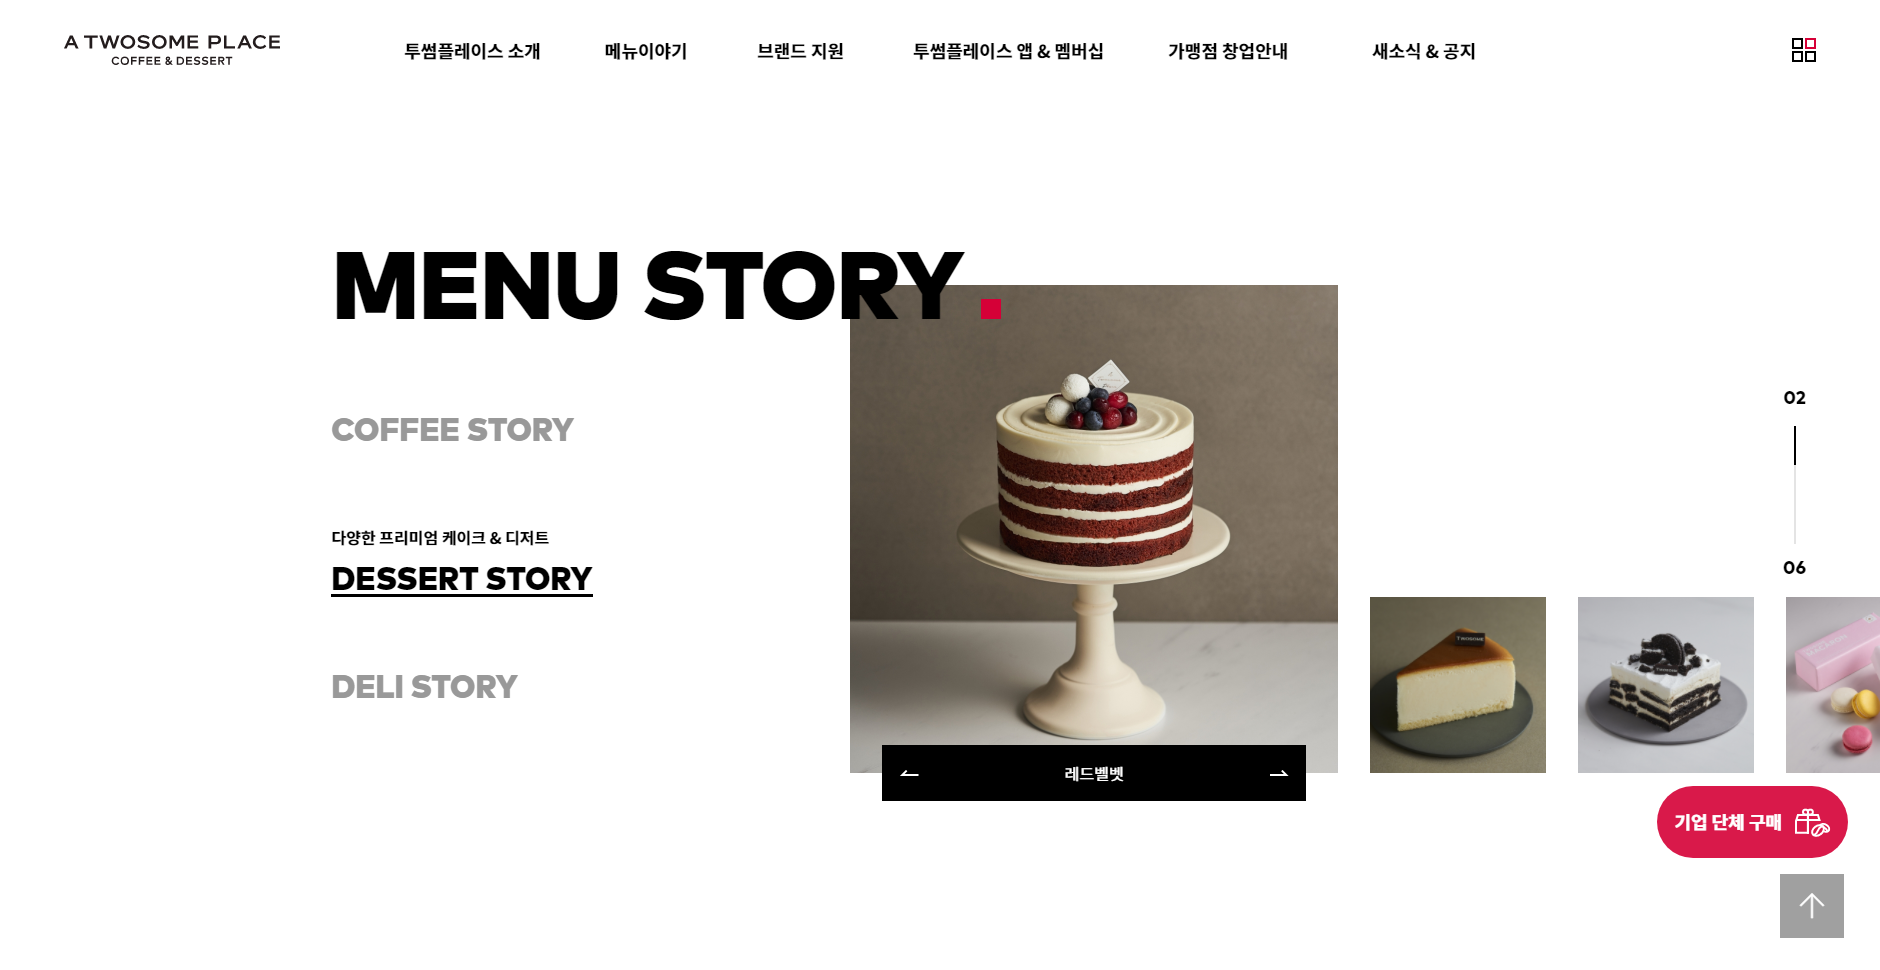 A TWOSOME PLACE
COFFEE & DESSERT
투썸플레이스 소개
메뉴이야기
브랜드 지원
투썸플레이스 앱 & 멤버십
가맹점 창업안내
새소식 & 공지
MENU STORY.
COFFEE STORY
다양한 프리미엄 케이크 & 디저트
DESSERT STORY
DELI STORY
레드벨벳
02
06
TWOSOME
기업 단체 구매